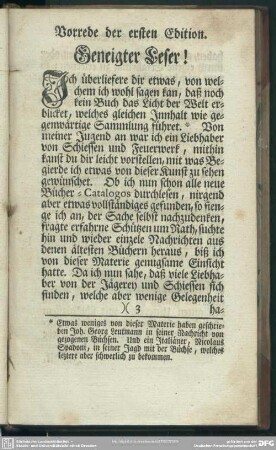 Vorrede der ersten Edition.
Geneigter Leser!
Ich überliefere dir etwas, von wel-
chem ich wohl sagen kan, daß noch
kein Buch das Licht der Welt er-
blicket, welches gleichen Innhalt wie ge-
genwärtige Sammlung führet. * Von
meiner Jugend an war ich ein Liebhaber
von Schiessen und Feuerwerk, mithin
kanst du dir leicht vorstellen, mit was Be-
gierde ich etwas von dieser Kunst zu sehen
gewünschet. Ob ich nun schon alle neue
Bücher-Catalogos durchlesen, nirgend
aber etwas vollständiges gefunden, so fien-
ge ich an, der Sache selbst nachzudenken,
fragte erfahrne Schützen um Rath, suchte
hin und wieder einzele Nachrichten aus
denen ältesten Büchern heraus, biß ich
von dieser Materie genugsame Einsicht
hatte. Da ich nun sahe, daß viele Liebha-
ber von der Jägerey und Schiessen sich
finden, welche aber wenige Gelegenheit
)( 3 ha-
* Etwas weniges von dieser Materie haben geschrie-
ben Joh. Georg Leutmann in seiner Nachricht von
gezogenen Büchsen. Und ein Italiäner, Nicolaus
Spadoni, in seiner Jagd mit der Büchse, welches
letztere aber schwerlich zu bekommen.